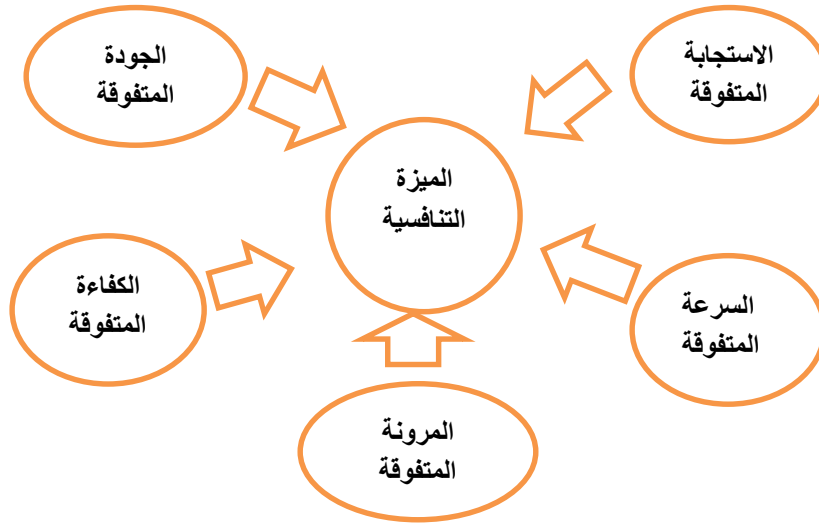 الاستجابة
المتفوقة
الجودة
المتفوقة
الميزة
التنافسية
السرعة
المتفوقة
الكفاءة
المتفوقة
المرونة
المتفوقة